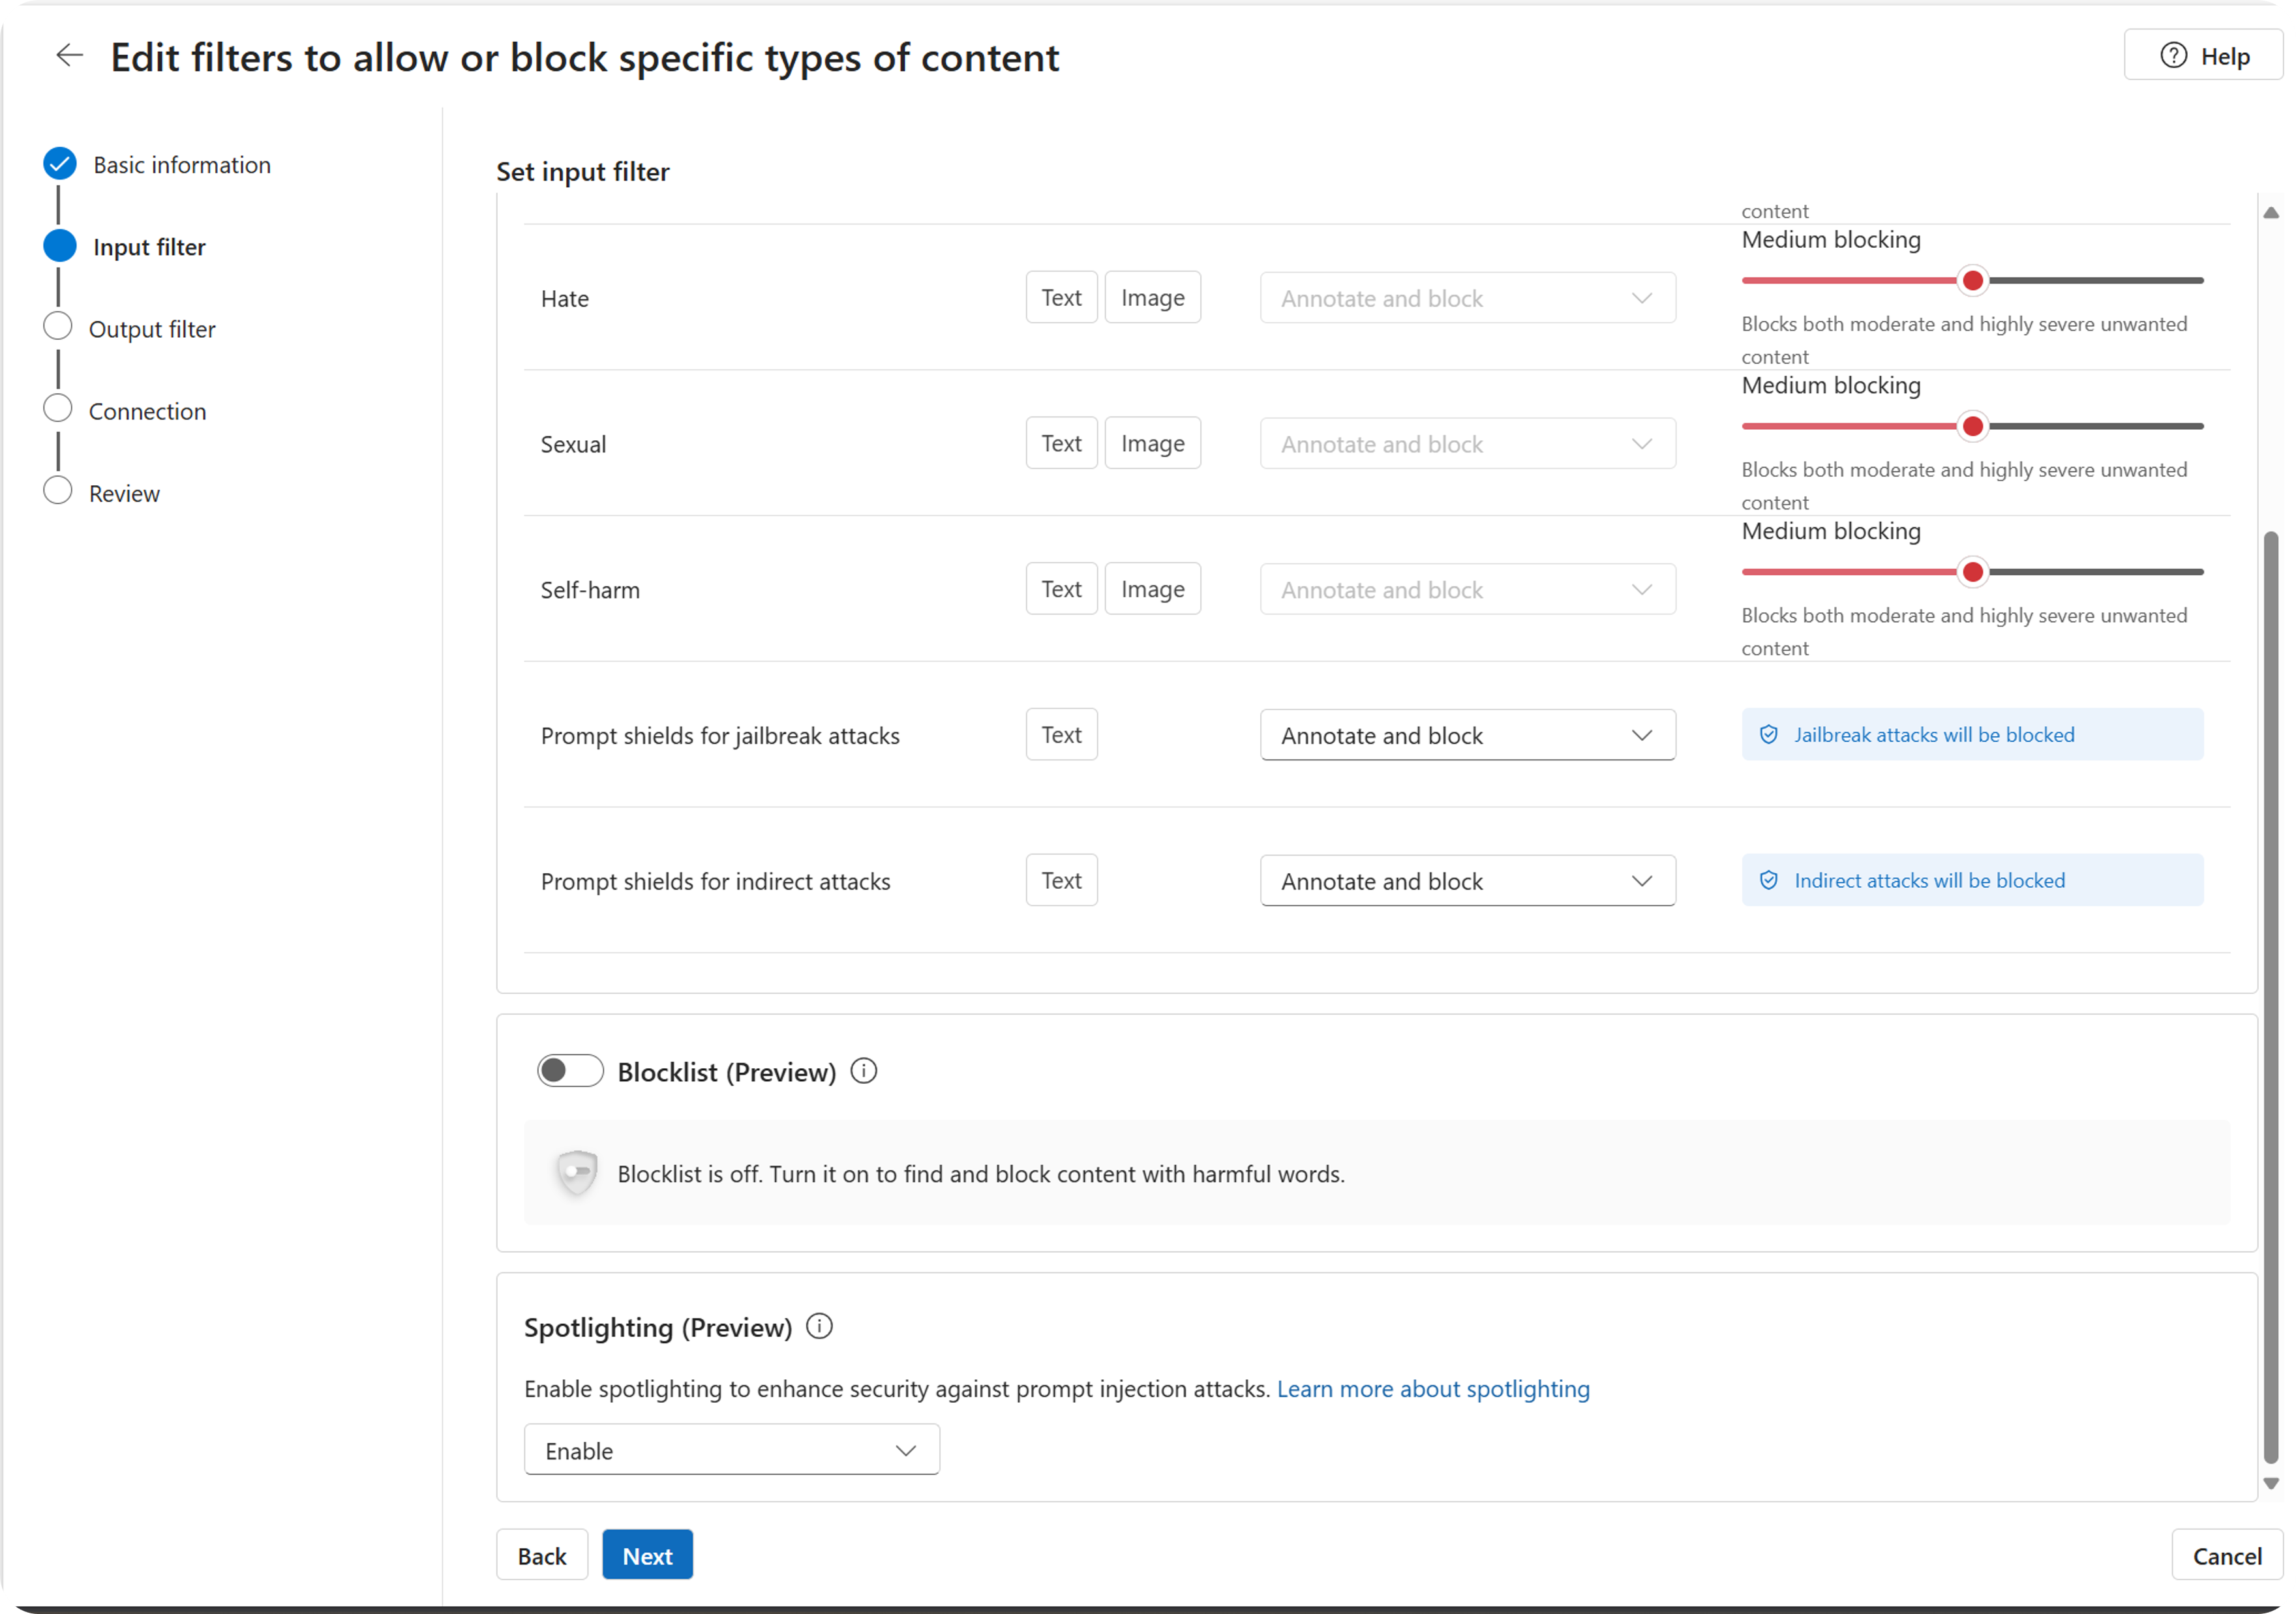 Edit filters to allow or block specific types of content
Help
Basic information
Input filter
Output filter
Connection
Review
Set input filter
content
Hate
Text
Image
Annotate and block
Medium blocking
Blocks both moderate and highly severe unwanted
content
Sexual
Text
Image
Annotate and block
Medium blocking
Blocks both moderate and highly severe unwanted
content
Self-harm
Text
Image
Annotate and block
Medium blocking
Blocks both moderate and highly severe unwanted
content
Prompt shields for jailbreak attacks
Text
Annotate and block
Jailbreak attacks will be blocked
Prompt shields for indirect attacks
Text
Annotate and block
Indirect attacks will be blocked
Blocklist (Preview)
Blocklist is off. Turn it on to find and block content with harmful words.
Spotlighting (Preview)
Enable spotlighting to enhance security against prompt injection attacks. Learn more about spotlighting
Enable
Back
Next
Cancel